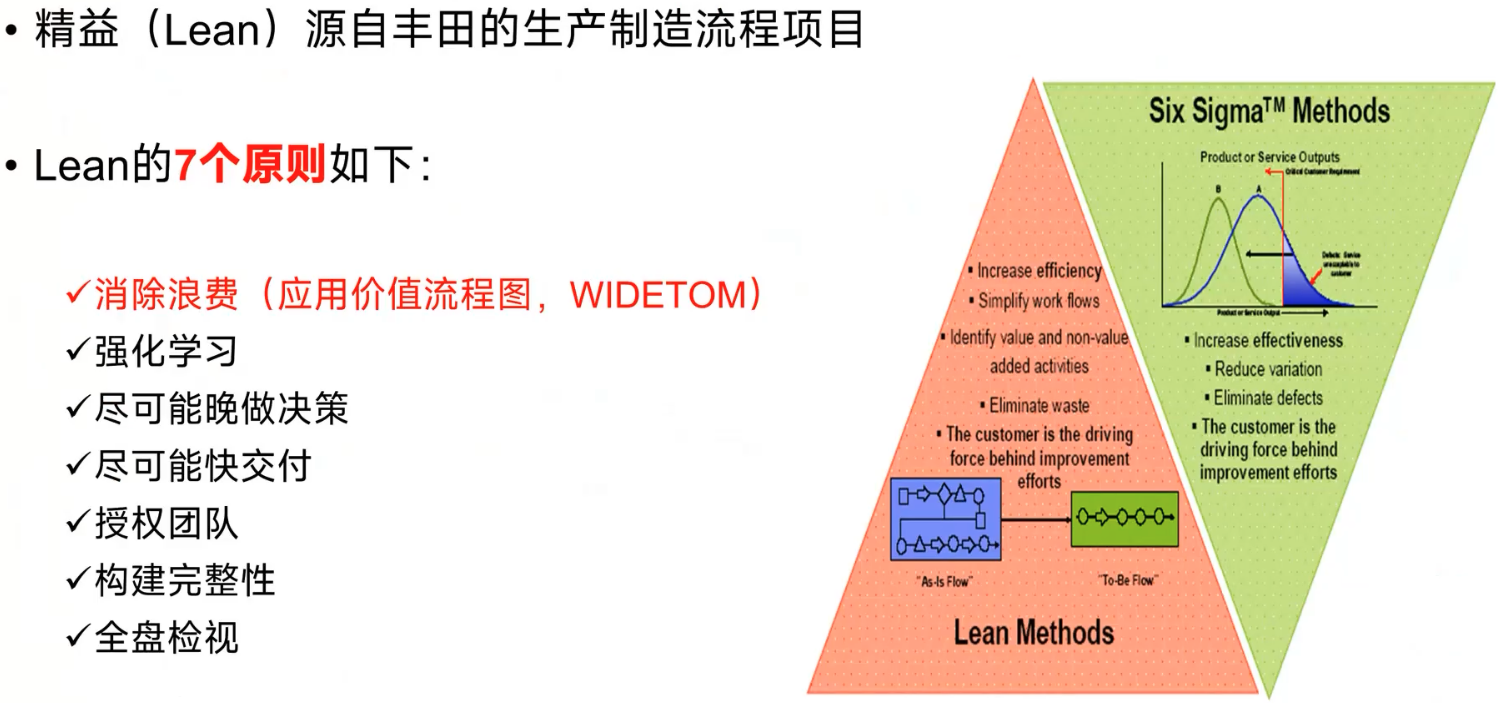 • 精益（Lean）源自丰田的生产制造流程项目
• Lean的7个原则如下：
✓消除浪费（应用价值流程图，WIDETOM）
✓强化学习
✓尽可能晚做决策
✓尽可能快交付
✓授权团队
✓构建完整性
✓全盘检视
▪ Increase efficiency
▪ Simplify work flows
▪ Identify value and non-value
added activities
▪ Eliminate waste
▪ The customer is the driving
force behind improvement
efforts
"As-Is Flow"
"To-Be Flow"
Lean Methods
Six Sigma™ Methods
Product or Service Outputs
Critical Customer Requirement
B
A
Defects: Service
unacceptable to
customer
Product or Service Output
▪ Increase effectiveness
▪ Reduce variation
▪ Eliminate defects
▪ The customer is the
driving force behind
improvement efforts